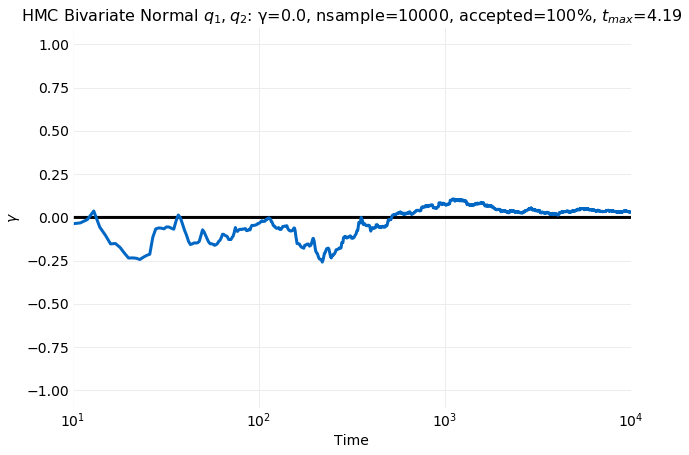 HMC Bivariate Normal q₁, q₂: γ=0.0, nsample=10000, accepted=100%, tₘₐₓ=4.19
1.00
0.75
0.50
0.25
0.00
−0.25
−0.50
−0.75
−1.00
γ
10¹ 10² 10³ 10⁴
Time